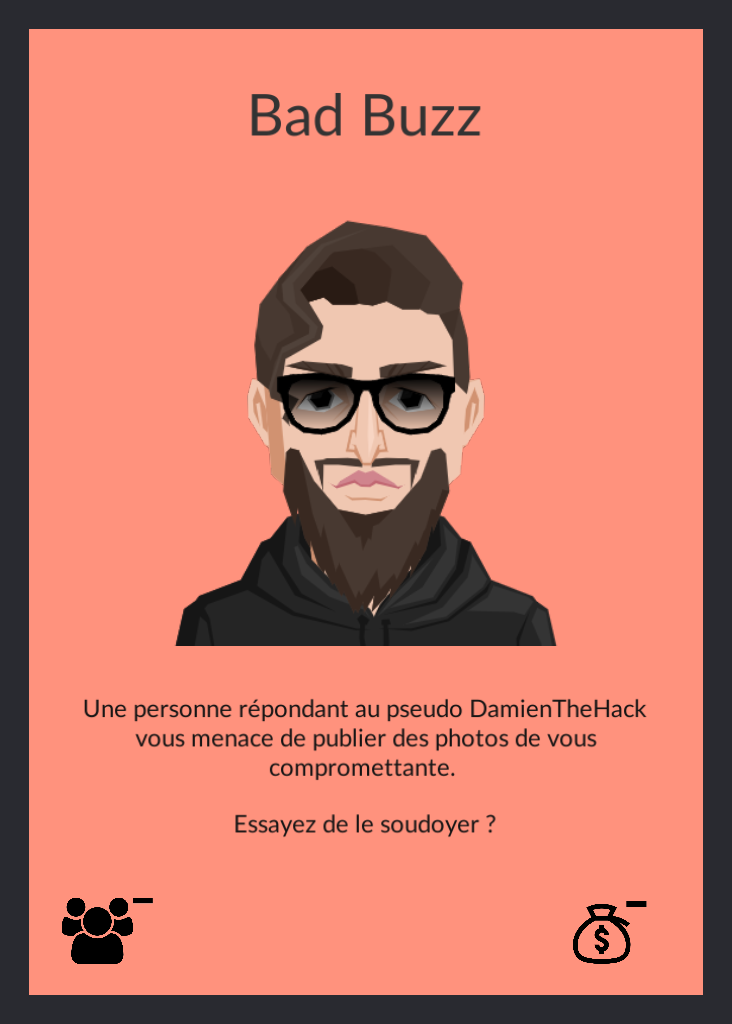 Bad Buzz
Une personne répondant au pseudo DamienTheHack
vous menace de publier des photos de vous
compromettante.
Essayez de le soudoyer ?
$